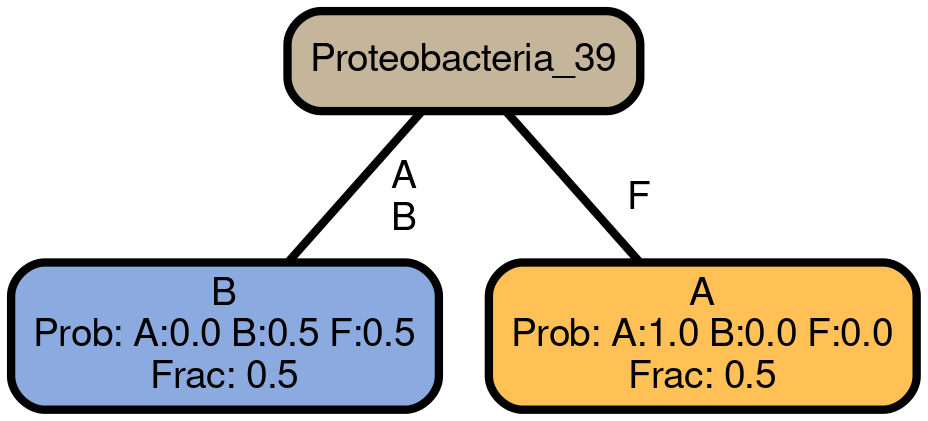 Proteobacteria_39
A
B
F
B
Prob: A:0.0 B:0.5 F:0.5
Frac: 0.5
A
Prob: A:1.0 B:0.0 F:0.0
Frac: 0.5